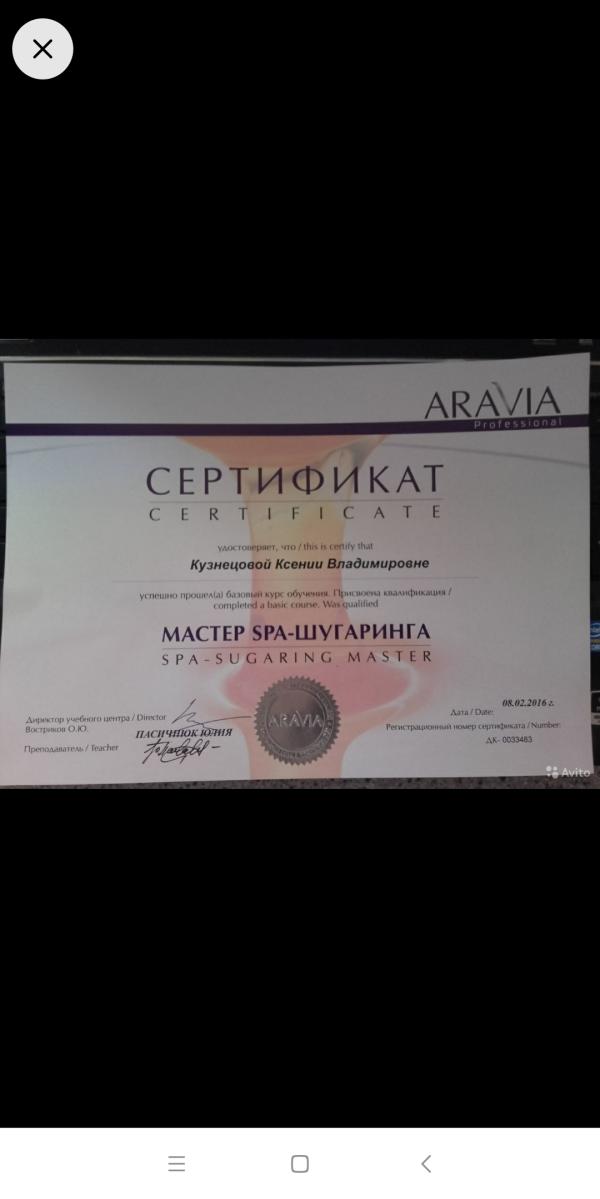 ARAVIA
Professional
СЕРТИФИКАТ
CERTIFICATE
удостоверяет, что / this is certify that
Кузнецовой Ксении Владимировне
успешно прошел(а) базовый курс обучения. Присвоена квалификация /
completed a basic course. Was qualified
МАСТЕР SPA-ШУГАРИНГА
SPA-SUGARING MASTER
Директор учебного центра / Director
Востриков О.Ю.
ПАСИЧНЮК ЮЛИЯ
Преподаватель / Teacher
ARAVIA
08.02.2016 г.
Дата / Date:
Регистрационный номер сертификата / Number:
ДК- 0033483
Avito